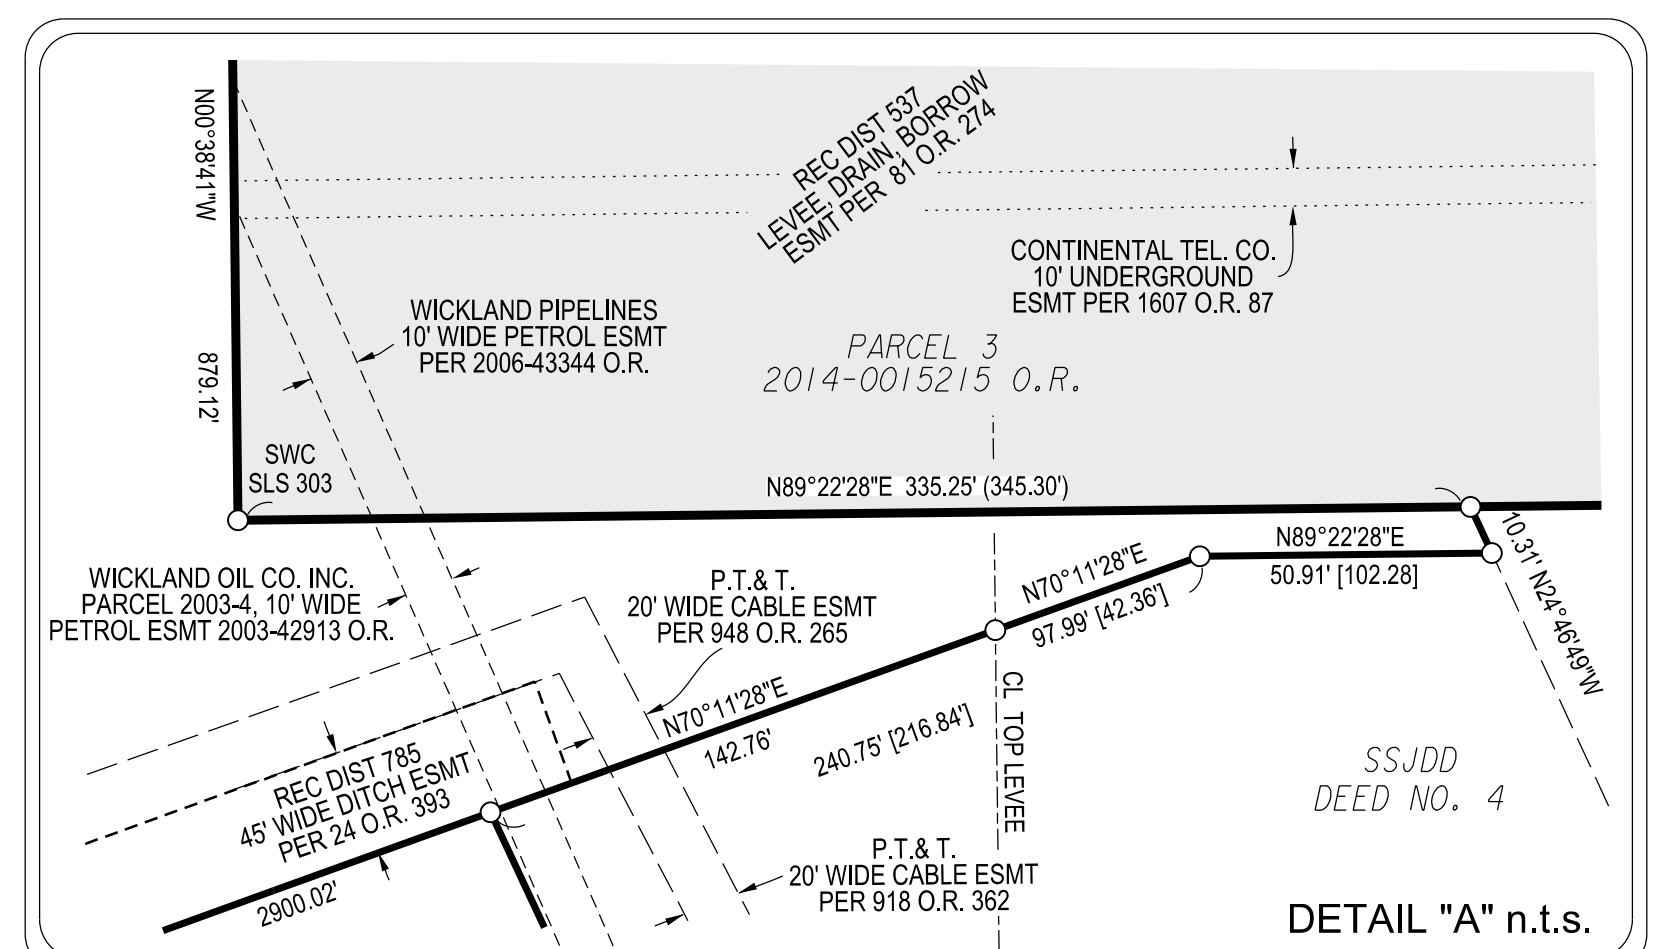 N00°38'41"W
879.12'
REC DIST 537
LEVEE, DRAIN, BORROW
ESMT PER 81 O.R. 274
CONTINENTAL TEL. CO.
10' UNDERGROUND
ESMT PER 1607 O.R. 87
WICKLAND PIPELINES
10' WIDE PETROL ESMT
PER 2006-43344 O.R.
PARCEL 3
2014-0015215 O.R.
SWC
SLS 303
N89°22'28"E 335.25' (345.30')
10.31' N24°46'49"W
N89°22'28"E
50.91' [102.28]
N70°11'28"E
97.99' [42.36']
WICKLAND OIL CO. INC.
PARCEL 2003-4, 10' WIDE
PETROL ESMT 2003-42913 O.R.
P.T.& T.
20' WIDE CABLE ESMT
PER 948 O.R. 265
N70°11'28"E
142.76'
240.75' [216.84']
CL TOP LEVEE
REC DIST 785
45' WIDE DITCH ESMT
PER 24 O.R. 393
2900.02'
SSJDD
DEED NO. 4
P.T.& T.
20' WIDE CABLE ESMT
PER 918 O.R. 362
DETAIL "A" n.t.s.